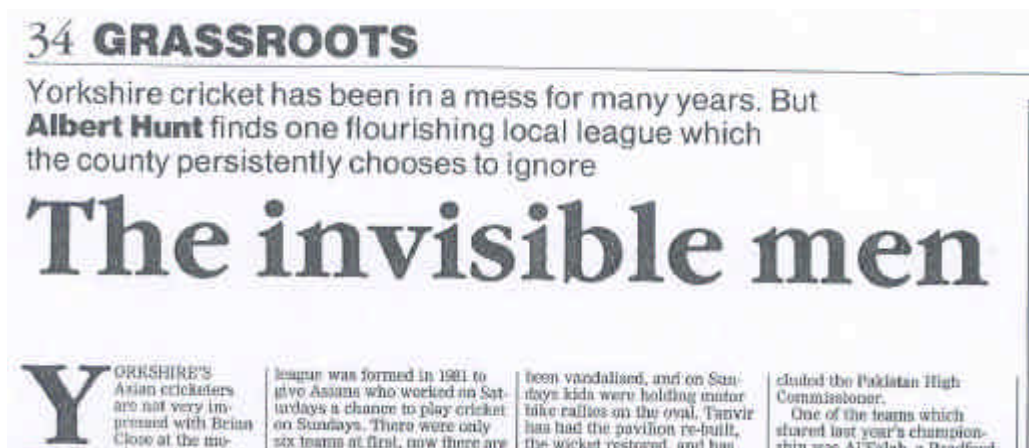 34 GRASSROOTS
Yorkshire cricket has been in a mess for many years. But
Albert Hunt finds one flourishing local league which
the county persistently chooses to ignore
The invisible men
YORKSHIRE'S
Asian cricketers
are not very im-
pressed with Brian
Close at the mo-
league was formed in 1981 to
give Asians who worked on Sat-
urdays a chance to play cricket
on Sundays. There were only
six teams at first, now there are
been vandalised, and on Sun-
days kids were holding motor
bike rallies on the oval. Tanvir
has had the pavilion re-built,
the wicket restored, and has
cluded the Pakistan High
Commissioner.
One of the teams which
shared last year's champion-
ship was